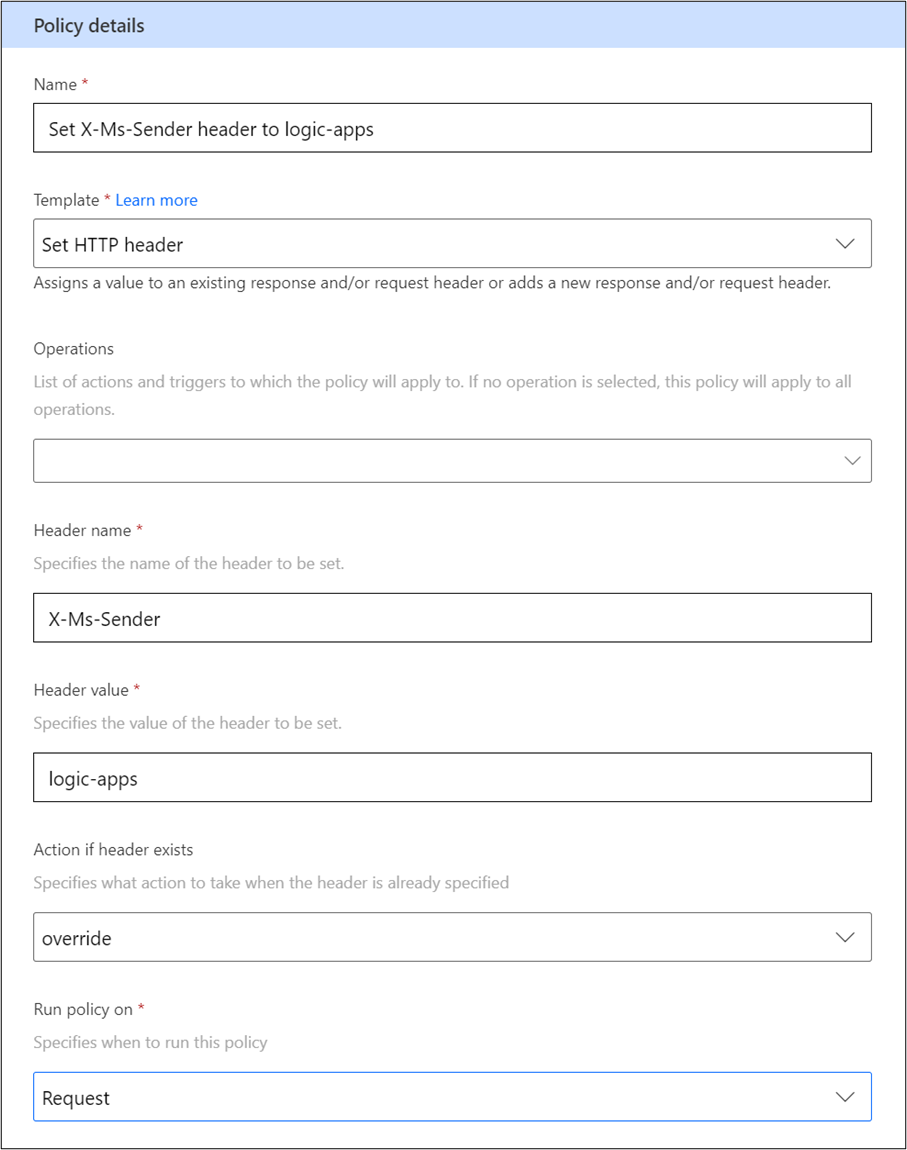 Policy details
Name *
Set X-Ms-Sender header to logic-apps
Template * Learn more
Set HTTP header
Assigns a value to an existing response and/or request header or adds a new response and/or request header.
Operations
List of actions and triggers to which the policy will apply to. If no operation is selected, this policy will apply to all
operations.
Header name *
Specifies the name of the header to be set.
X-Ms-Sender
Header value *
Specifies the value of the header to be set.
logic-apps
Action if header exists
Specifies what action to take when the header is already specified
override
Run policy on *
Specifies when to run this policy
Request